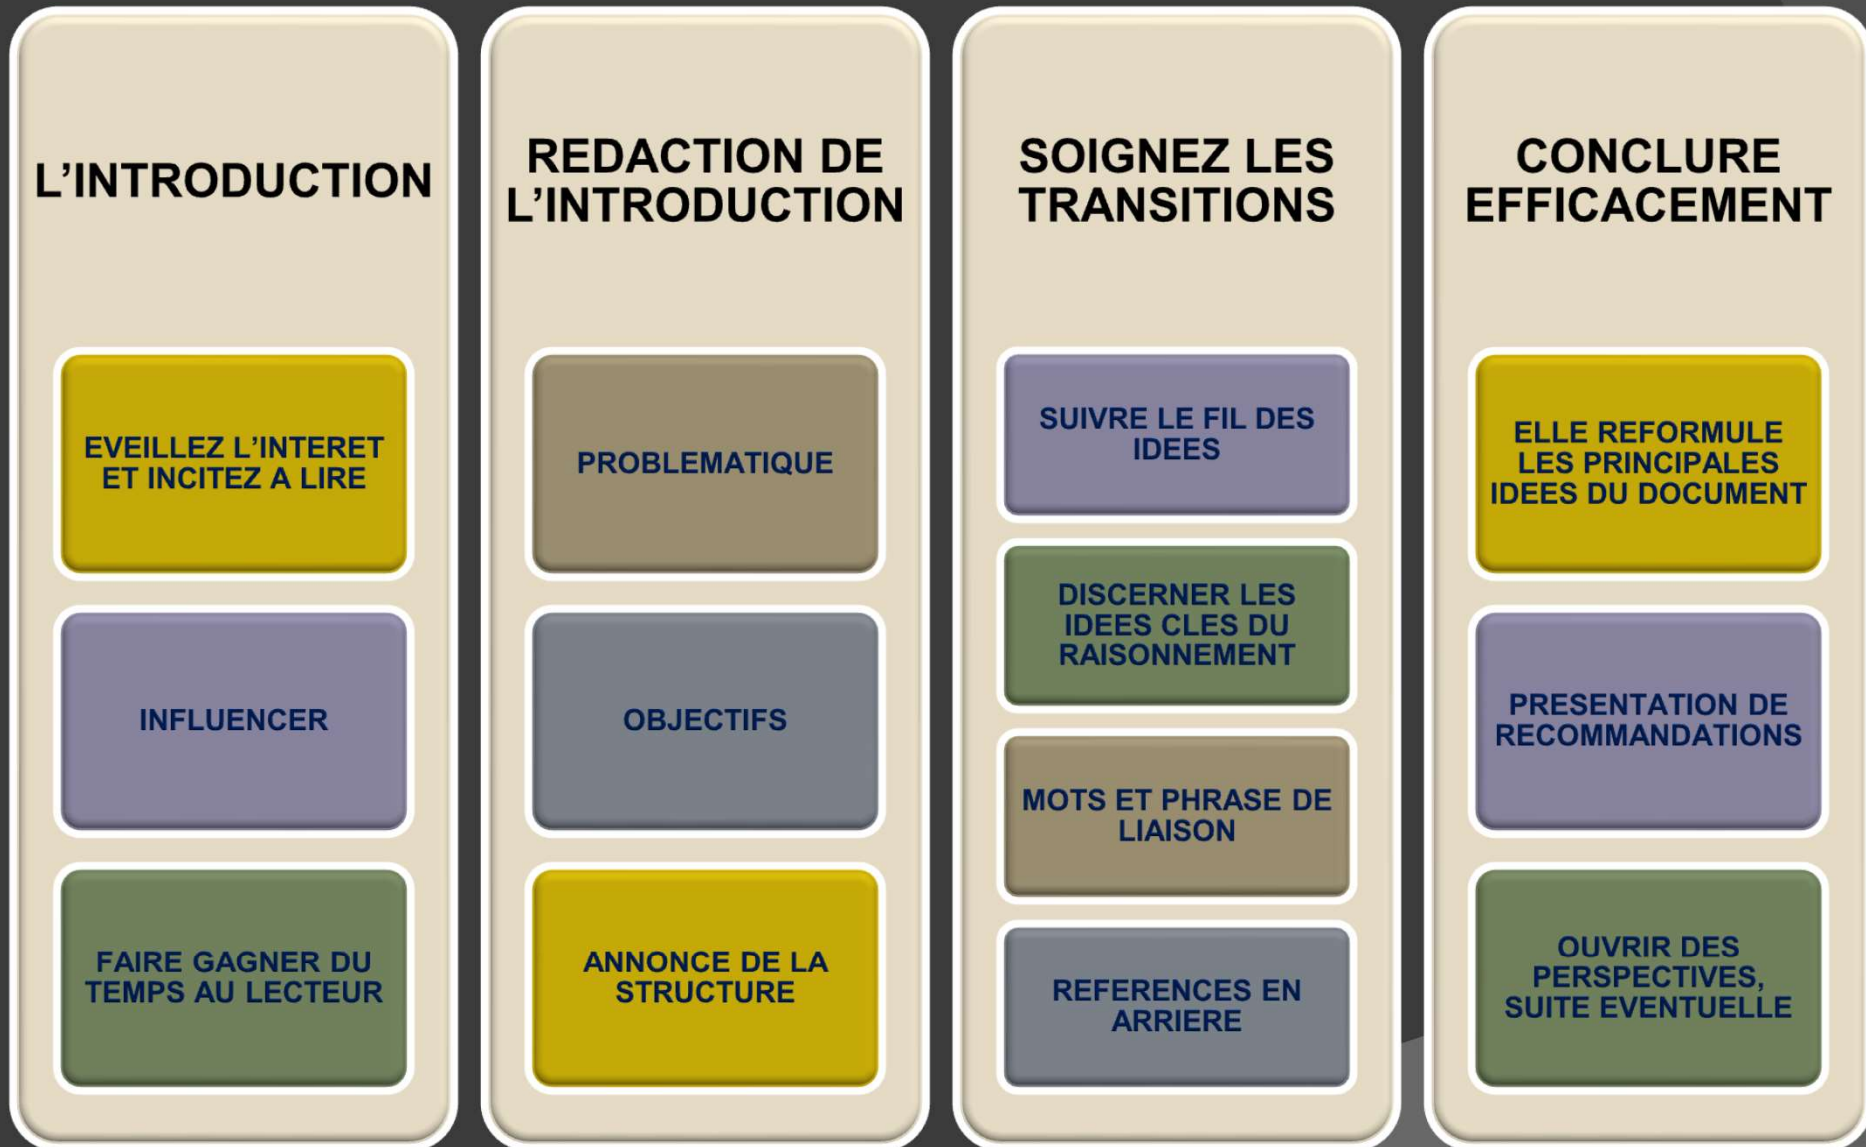 L’INTRODUCTION
EVEILLEZ L’INTERET
ET INCITEZ A LIRE
INFLUENCER
FAIRE GAGNER DU
TEMPS AU LECTEUR
REDACTION DE
L’INTRODUCTION
PROBLEMATIQUE
OBJECTIFS
ANNONCE DE LA
STRUCTURE
SOIGNEZ LES
TRANSITIONS
SUIVRE LE FIL DES
IDEES
DISCERNER LES
IDEES CLES DU
RAISONNEMENT
MOTS ET PHRASE DE
LIAISON
REFERENCES EN
ARRIERE
CONCLURE
EFFICACEMENT
ELLE REFORMULE
LES PRINCIPALES
IDEES DU DOCUMENT
PRESENTATION DE
RECOMMANDATIONS
OUVRIR DES
PERSPECTIVES,
SUITE EVENTUELLE